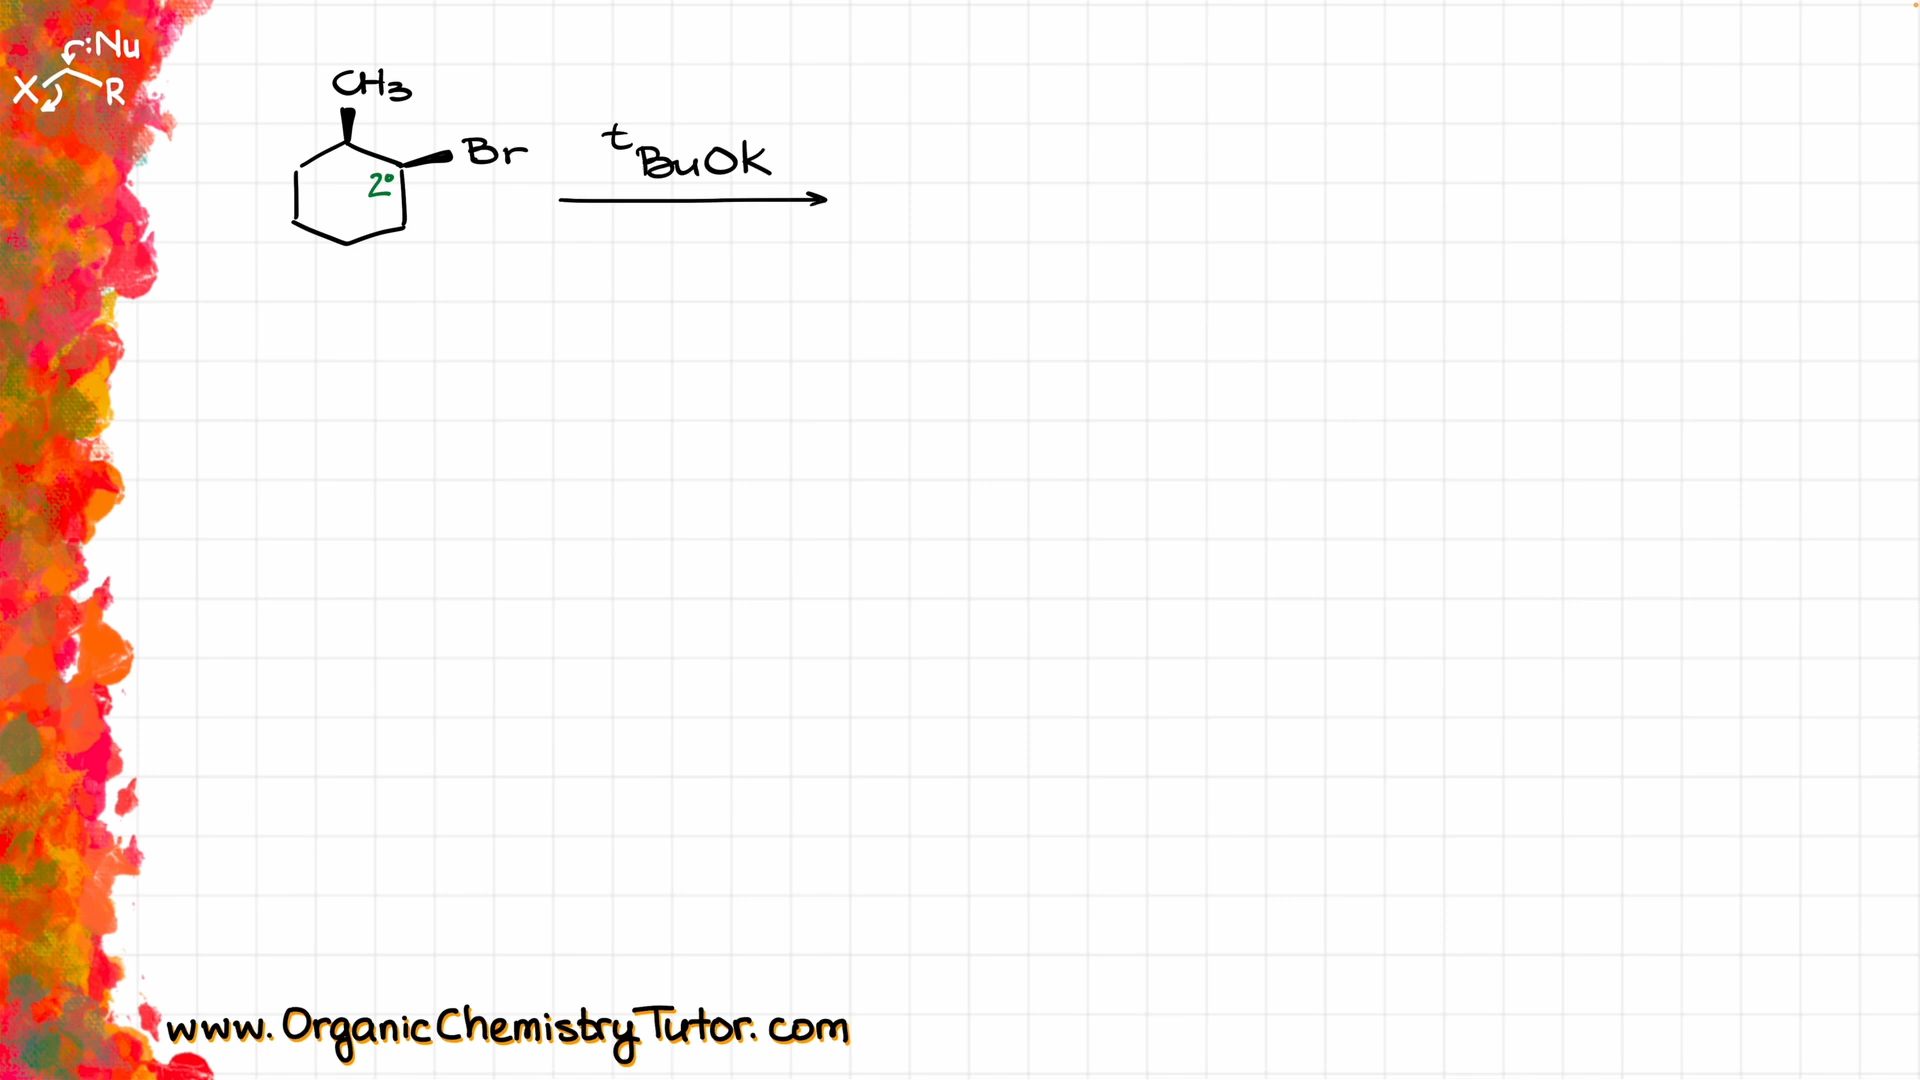 :Nu
X R
CH₃
Br
2°
ᵗBuOK
www.OrganicChemistryTutor.com